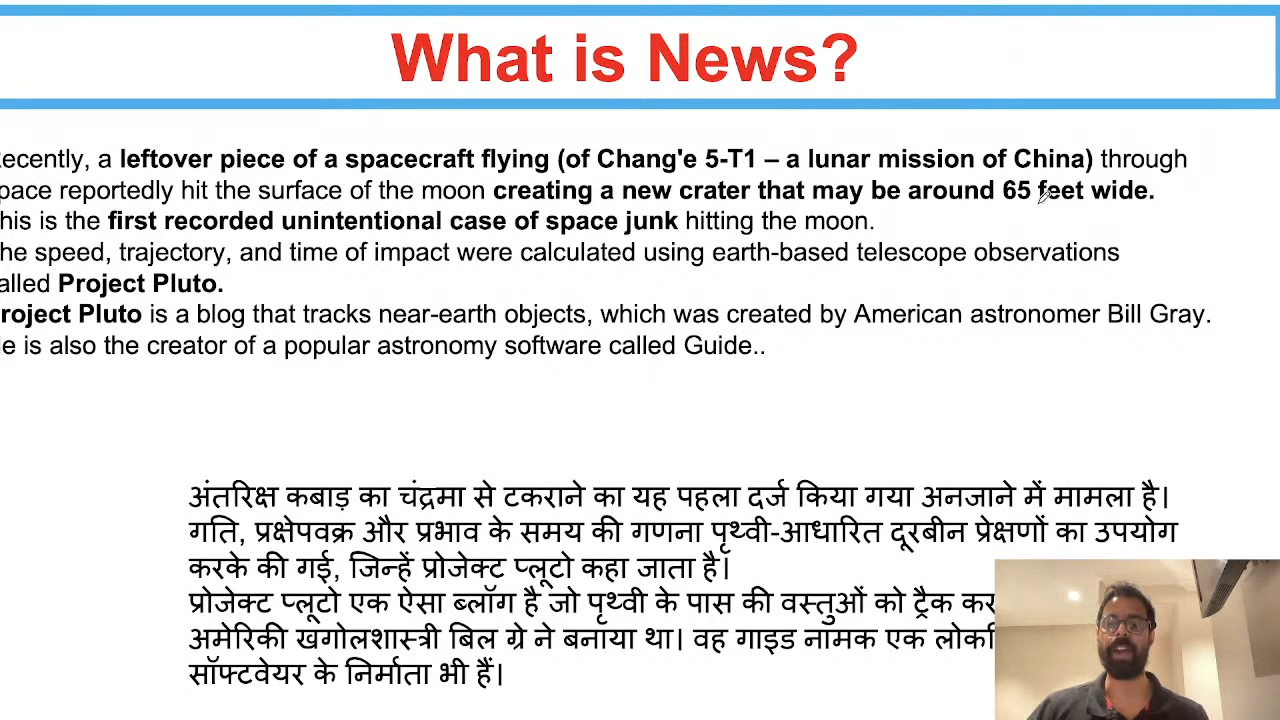 What is News?
ecently, a leftover piece of a spacecraft flying (of Chang'e 5-T1 – a lunar mission of China) through
pace reportedly hit the surface of the moon creating a new crater that may be around 65 feet wide.
his is the first recorded unintentional case of space junk hitting the moon.
he speed, trajectory, and time of impact were calculated using earth-based telescope observations
alled Project Pluto.
roject Pluto is a blog that tracks near-earth objects, which was created by American astronomer Bill Gray.
e is also the creator of a popular astronomy software called Guide..
अंतरिक्ष कबाड़ का चंद्रमा से टकराने का यह पहला दर्ज किया गया अनजाने में मामला है।
गति, प्रक्षेपवक्र और प्रभाव के समय की गणना पृथ्वी-आधारित दूरबीन प्रेक्षणों का उपयोग
करके की गई, जिन्हें प्रोजेक्ट प्लूटो कहा जाता है।
प्रोजेक्ट प्लूटो एक ऐसा ब्लॉग है जो पृथ्वी के पास की वस्तुओं को ट्रैक कर
अमेरिकी खगोलशास्त्री बिल ग्रे ने बनाया था। वह गाइड नामक एक
सॉफ्टवेयर के निर्माता भी हैं।